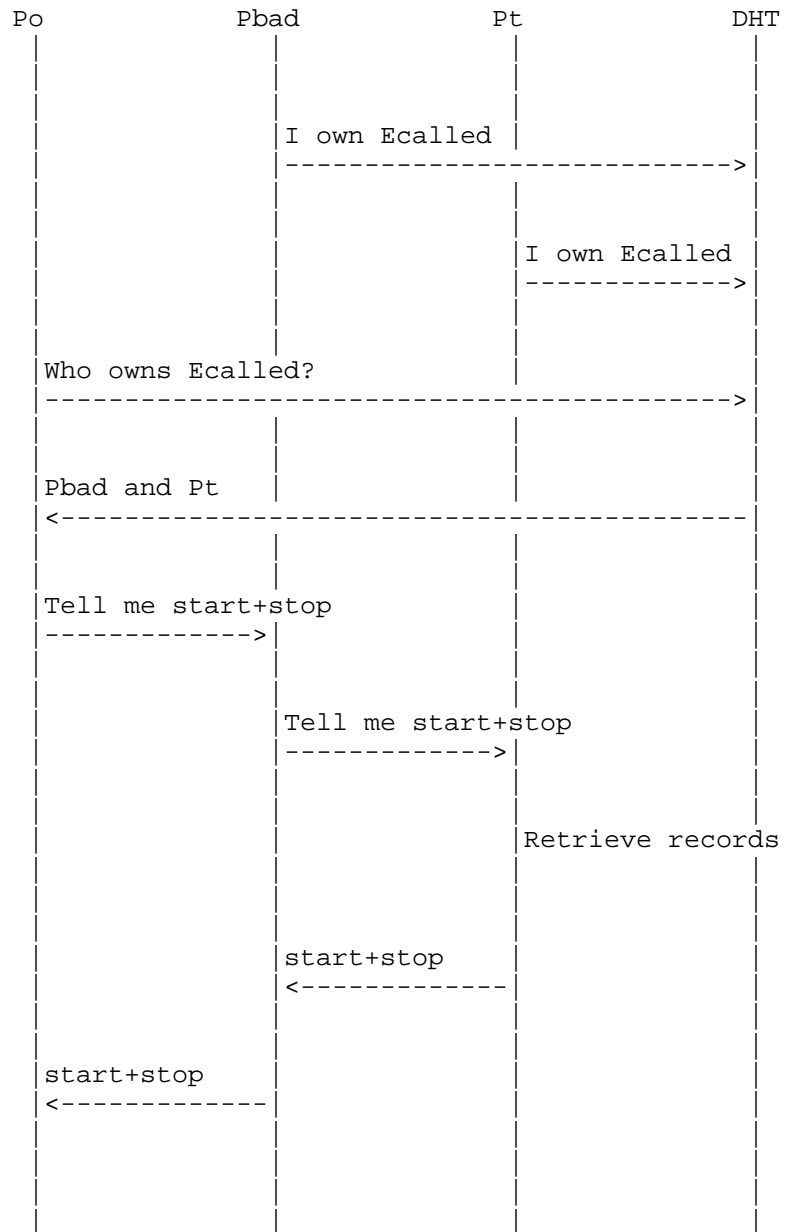 Po Pbad Pt DHT
I own Ecalled
I own Ecalled
Who owns Ecalled?
Pbad and Pt
Tell me start+stop
Tell me start+stop
Retrieve records
start+stop
start+stop